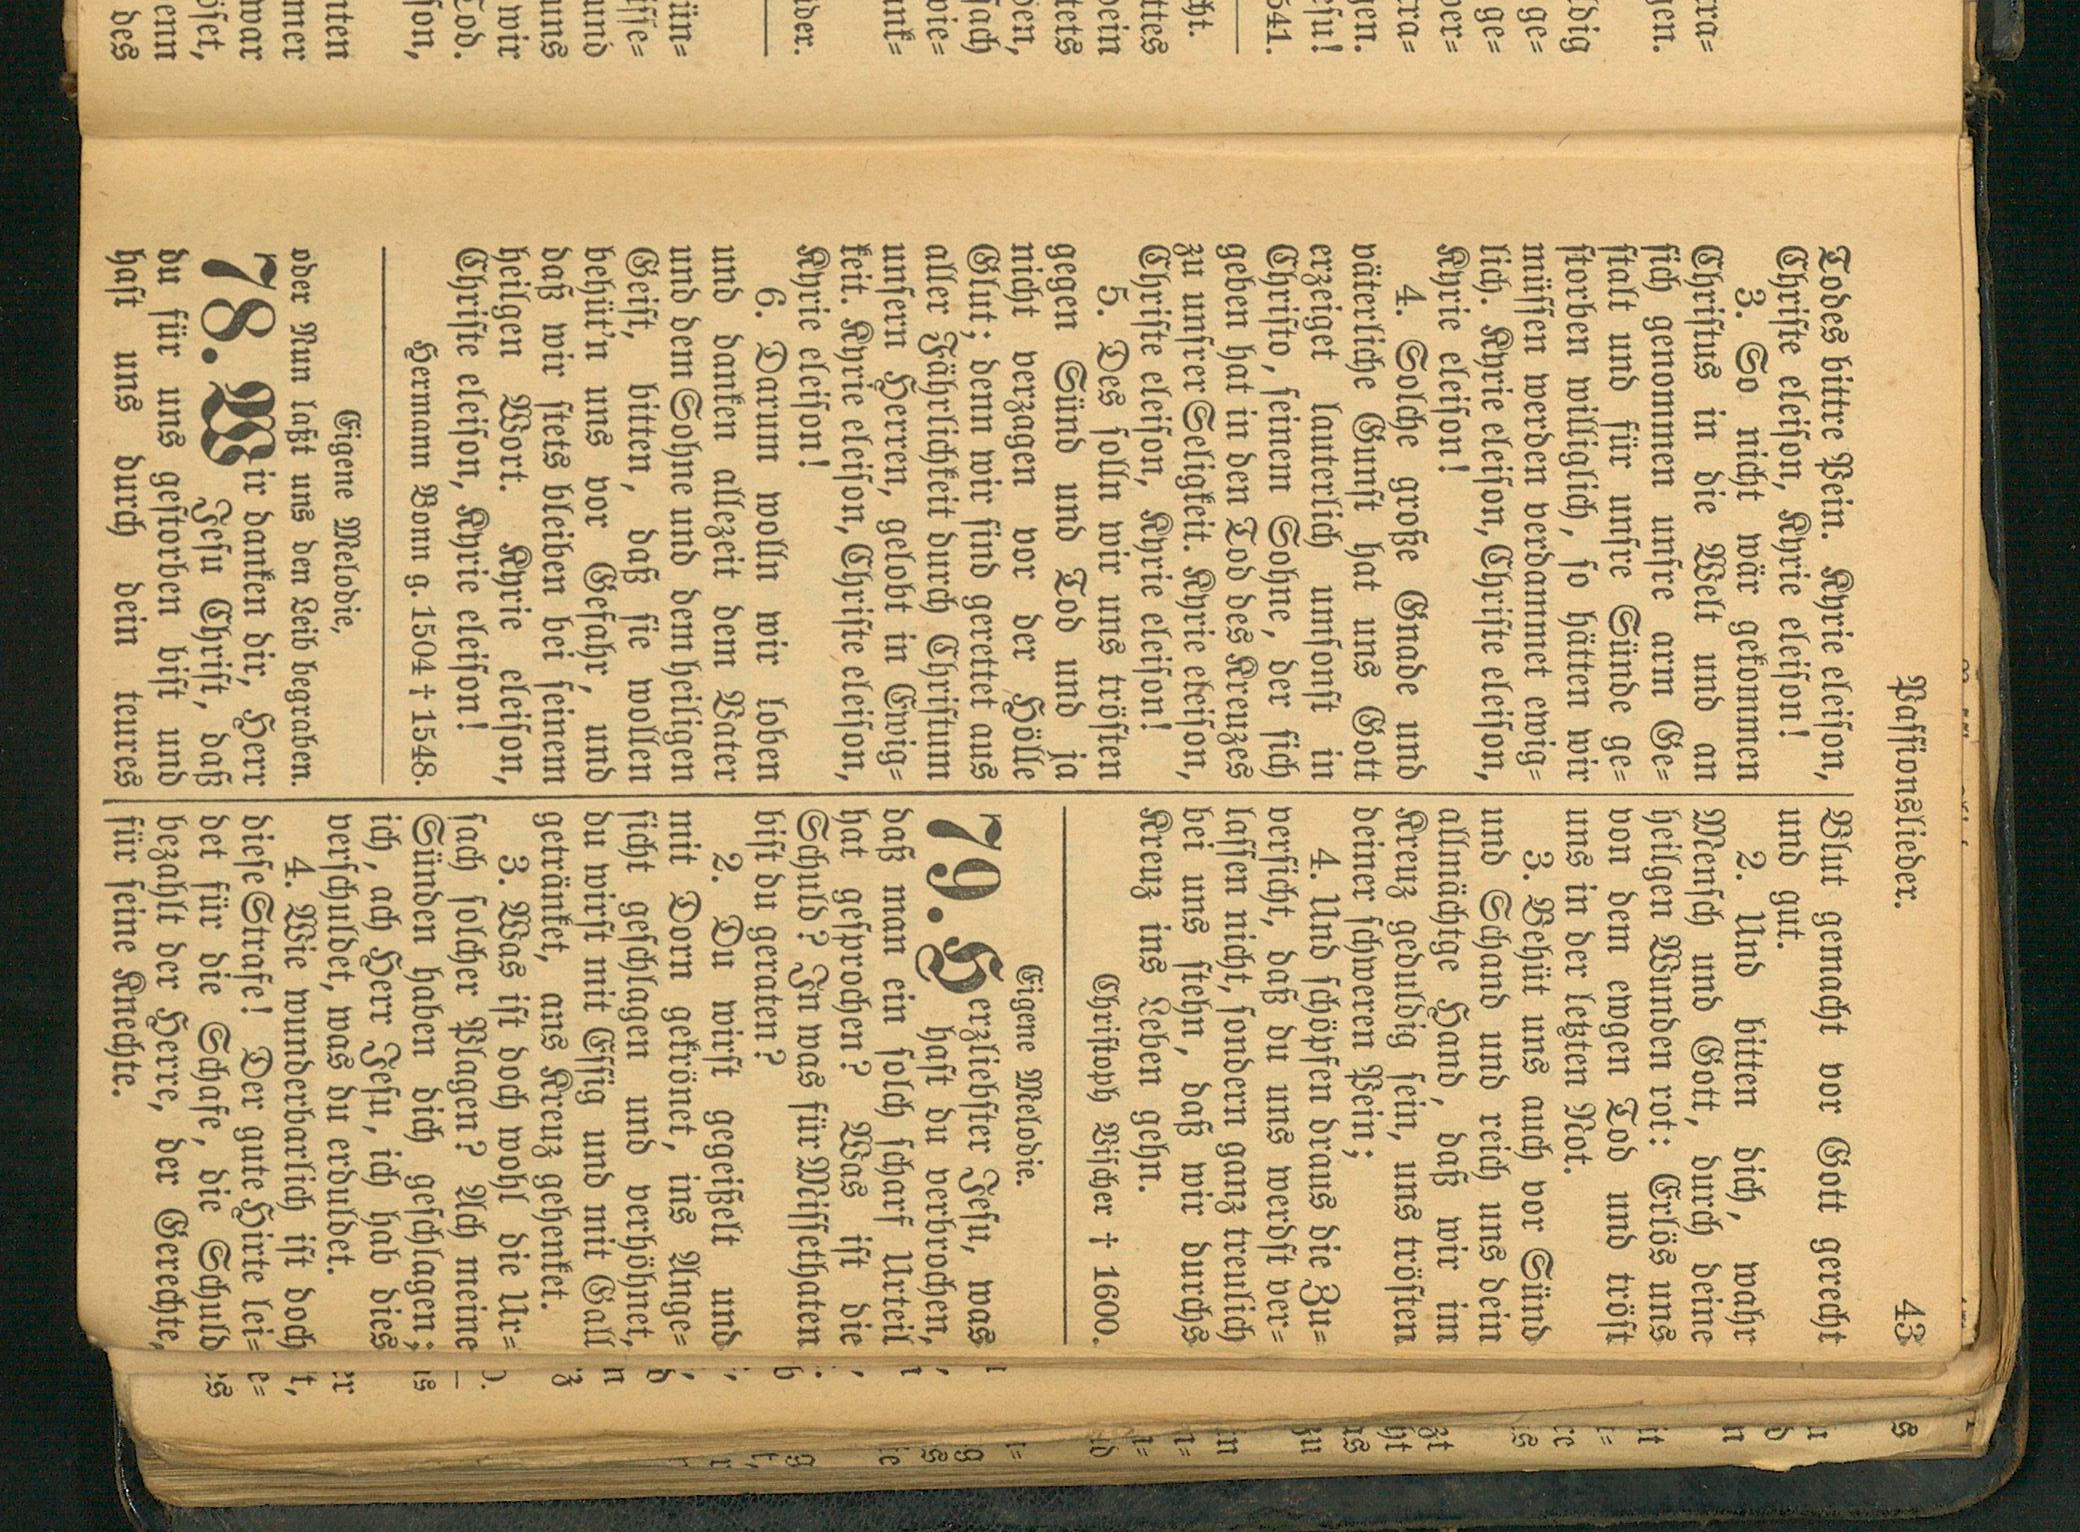 Passionslieder. 43
Todes bittre Pein. Kyrie eleison,
Christe eleison, Kyrie eleison!
3. So nicht wär gekommen
Christus in die Welt und an
sich genommen unsre arm Ge=
stalt und für unsre Sünde ge=
storben williglich, so hätten wir
müssen werden verdammet ewig=
lich. Kyrie eleison, Christe eleison,
Kyrie eleison!
4. Solche große Gnade und
väterliche Gunst hat uns Gott
erzeiget lauterlich umsonst in
Christo, seinem Sohne, der sich
geben hat in den Tod des Kreuzes
zu unsrer Seligkeit. Kyrie eleison,
Christe eleison, Kyrie eleison!
5. Des solln wir uns trösten
gegen Sünd und Tod und ja
nicht verzagen vor der Hölle
Glut; denn wir sind gerettet aus
aller Fährlichkeit durch Christum
unsern Herren, gelobt in Ewig=
keit. Kyrie eleison, Christe eleison,
Kyrie eleison!
6. Darum wolln wir loben
und danken allezeit dem Vater
und dem Sohne und dem heiligen
Geist, bitten, daß sie wollen
behüt'n uns vor Gefahr, und
daß wir stets bleiben bei seinem
heilgen Wort. Kyrie eleison,
Christe eleison, Kyrie eleison!
Hermann Bonn g. 1504 † 1548.
Eigene Melodie,
oder Nun laßt uns den Leib begraben.
78. Wir danken dir, Herr
Jesu Christ, daß
du für uns gestorben bist und
hast uns durch dein teures
Blut gemacht vor Gott gerecht
und gut.
2. Und bitten dich, wahr
Mensch und Gott, durch deine
heilgen Wunden rot: Erlös uns
von dem ewgen Tod und tröst
uns in der letzten Not.
3. Behüt uns auch vor Sünd
und Schand und reich uns dein
allmächtige Hand, daß wir im
Kreuz geduldig sein, uns trösten
deiner schweren Pein;
4. Und schöpfen draus die Zu=
versicht, daß du uns werdst ver=
lassen nicht, sondern ganz treulich
bei uns stehn, daß wir durchs
Kreuz ins Leben gehn.
Christoph Vischer † 1600.
Eigene Melodie.
79. Herzliebster Jesu, was
hast du verbrochen,
daß man ein solch scharf Urteil
hat gesprochen? Was ist die
Schuld? In was für Missethaten
bist du geraten?
2. Du wirst gegeißelt und
mit Dorn gekrönet, ins Ange=
sicht geschlagen und verhöhnet,
du wirst mit Essig und mit Gall
getränket, ans Kreuz gehenket.
3. Was ist doch wohl die Ur=
sach solcher Plagen? Ach meine
Sünden haben dich geschlagen;
ich, ach Herr Jesu, ich hab dies
verschuldet, was du erduldet.
4. Wie wunderbarlich ist doch
diese Strafe! Der gute Hirte lei=
det für die Schafe, die Schuld
bezahlt der Herre, der Gerechte,
für seine Knechte.